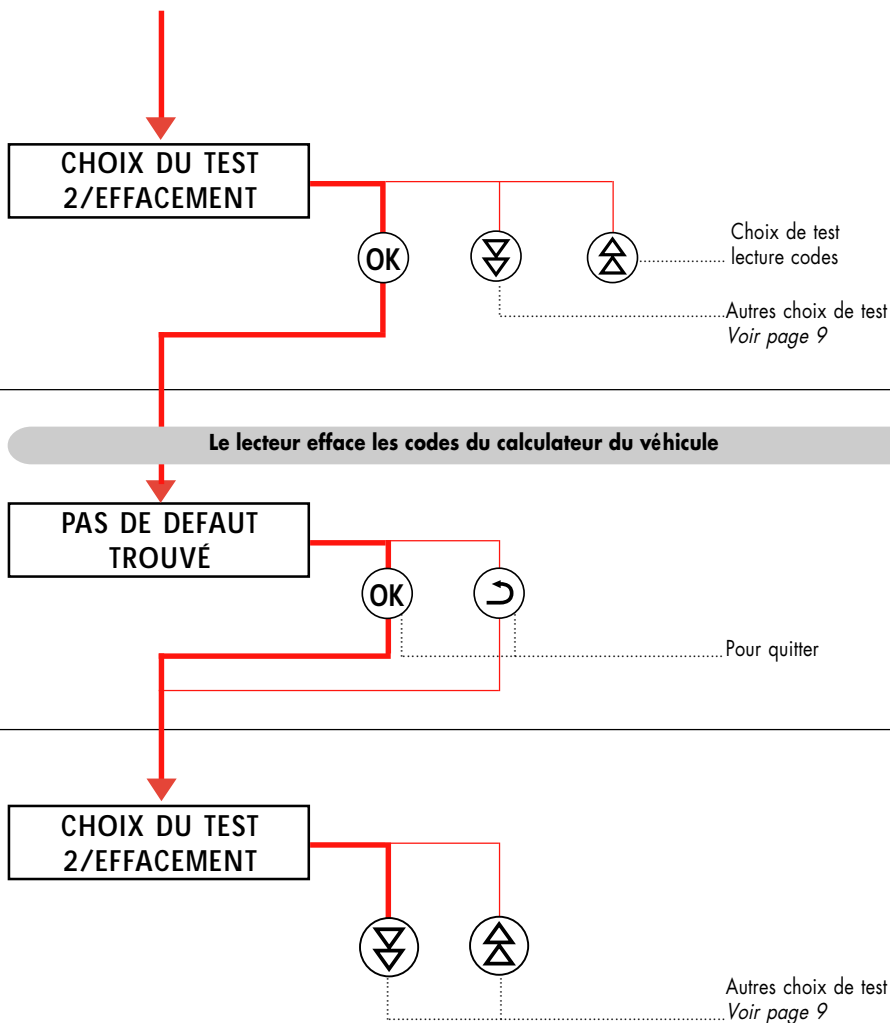 CHOIX DU TEST
2/EFFACEMENT
OK
Choix de test
lecture codes
Autres choix de test
Voir page 9
Le lecteur efface les codes du calculateur du véhicule
PAS DE DEFAUT
TROUVÉ
OK
Pour quitter
CHOIX DU TEST
2/EFFACEMENT
Autres choix de test
Voir page 9